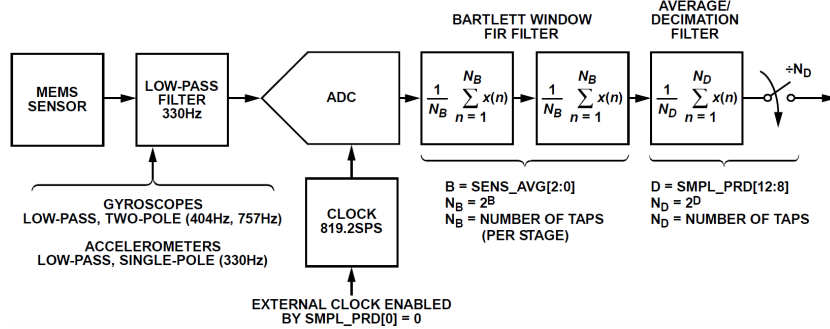 BARTLETT WINDOW
FIR FILTER
AVERAGE/
DECIMATION
FILTER
MEMS
SENSOR
LOW-PASS
FILTER
330Hz
ADC
1/N_B ∑ x(n) n = 1 N_B
1/N_B ∑ x(n) n = 1 N_B
1/N_D ∑ x(n) n = 1 N_D
÷N_D
GYROSCOPES
LOW-PASS, TWO-POLE (404Hz, 757Hz)
ACCELEROMETERS
LOW-PASS, SINGLE-POLE (330Hz)
CLOCK
819.2SPS
EXTERNAL CLOCK ENABLED
BY SMPL_PRD[0] = 0
B = SENS_AVG[2:0]
N_B = 2^B
N_B = NUMBER OF TAPS
(PER STAGE)
D = SMPL_PRD[12:8]
N_D = 2^D
N_D = NUMBER OF TAPS